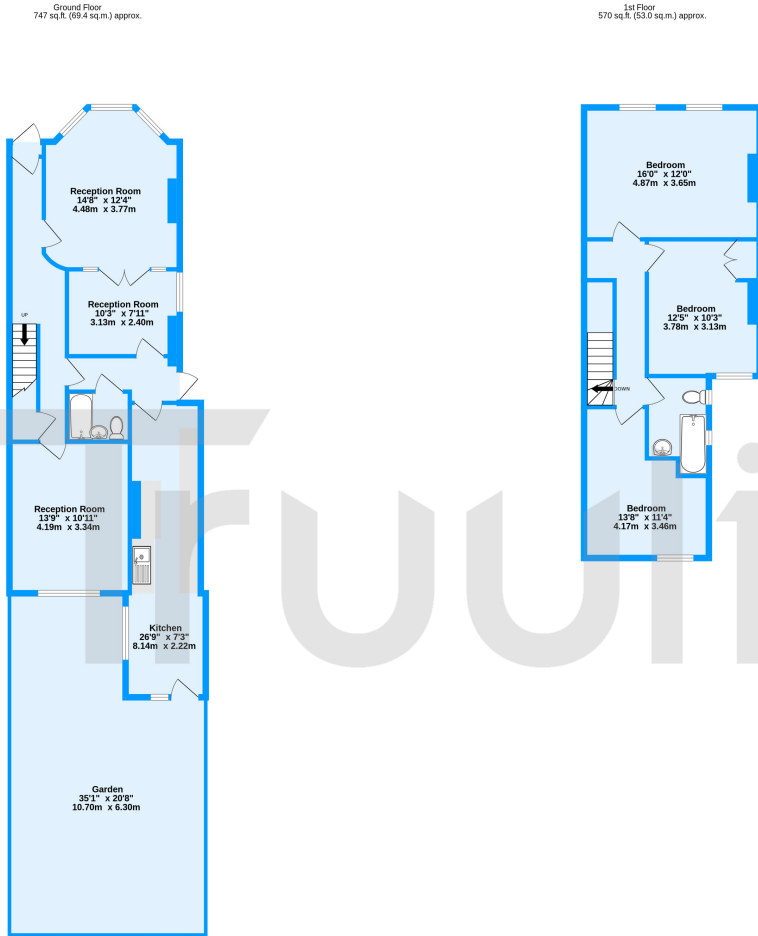 Ground Floor
747 sq.ft. (69.4 sq.m.) approx.
1st Floor
570 sq.ft. (53.0 sq.m.) approx.
Reception Room
14'8" x 12'4"
4.48m x 3.77m
Reception Room
10'3" x 7'11"
3.13m x 2.40m
UP
Reception Room
13'9" x 10'11"
4.19m x 3.34m
Kitchen
26'9" x 7'3"
8.14m x 2.22m
Garden
35'1" x 20'8"
10.70m x 6.30m
Bedroom
16'0" x 12'0"
4.87m x 3.65m
Bedroom
12'5" x 10'3"
3.78m x 3.13m
DOWN
Bedroom
13'8" x 11'4"
4.17m x 3.46m
Truuli